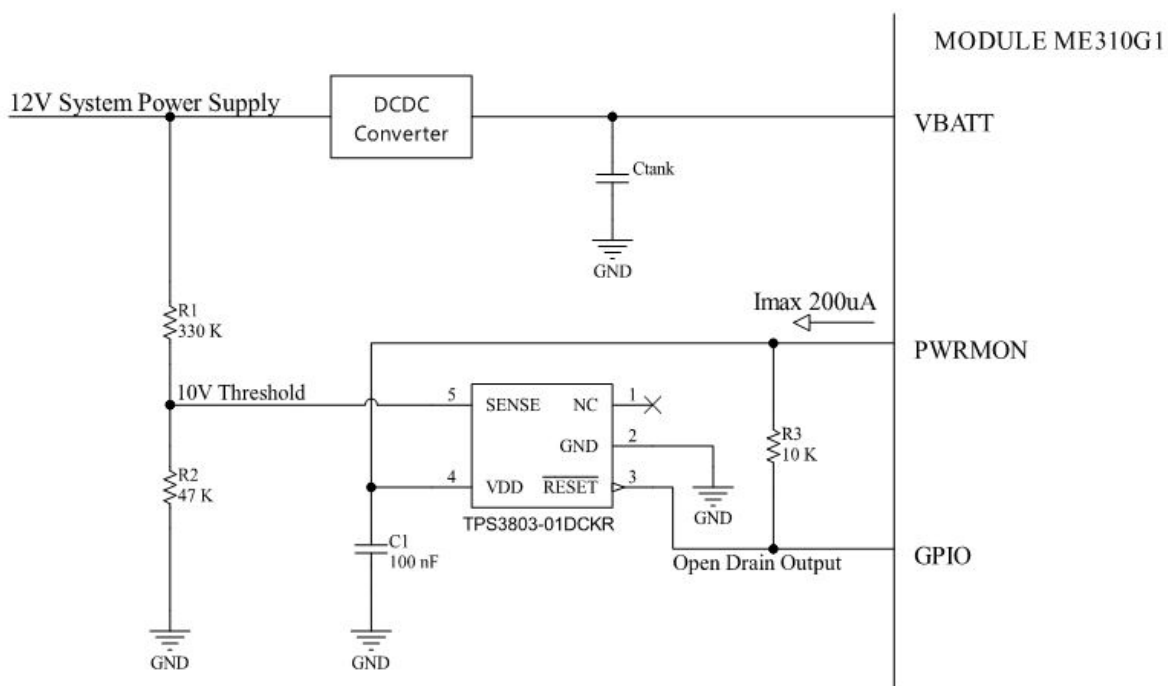 MODULE ME310G1
12V System Power Supply
DCDC
Converter
VBATT
Ctank
GND
Imax 200uA
R1
330 K
PWRMON
10V Threshold
5
SENSE
NC
1
GND
2
R3
10 K
R2
47 K
4
VDD
RESET
3
GND
TPS3803-01DCKR
C1
100 nF
Open Drain Output
GPIO
GND
GND